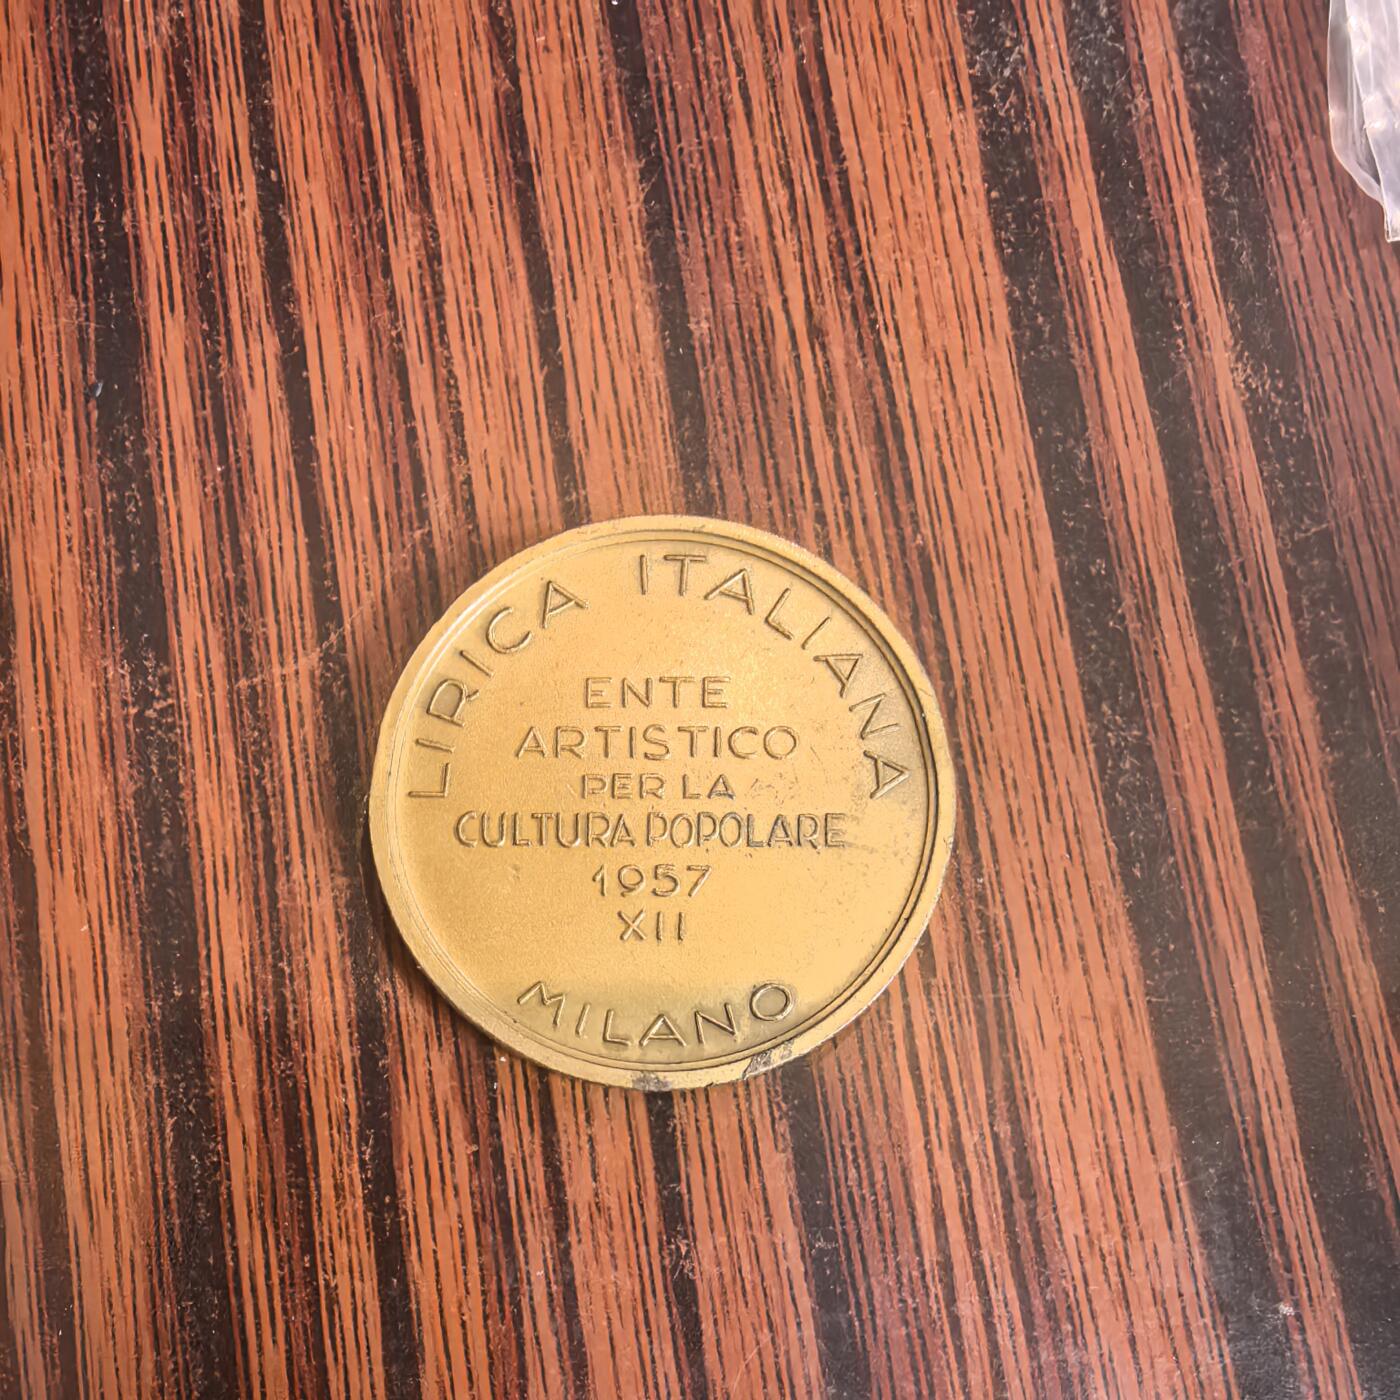 LIRICA ITALIANA
ENTE
ARTISTICO
PER LA
CULTURA POPOLARE
1957
XII
MILANO